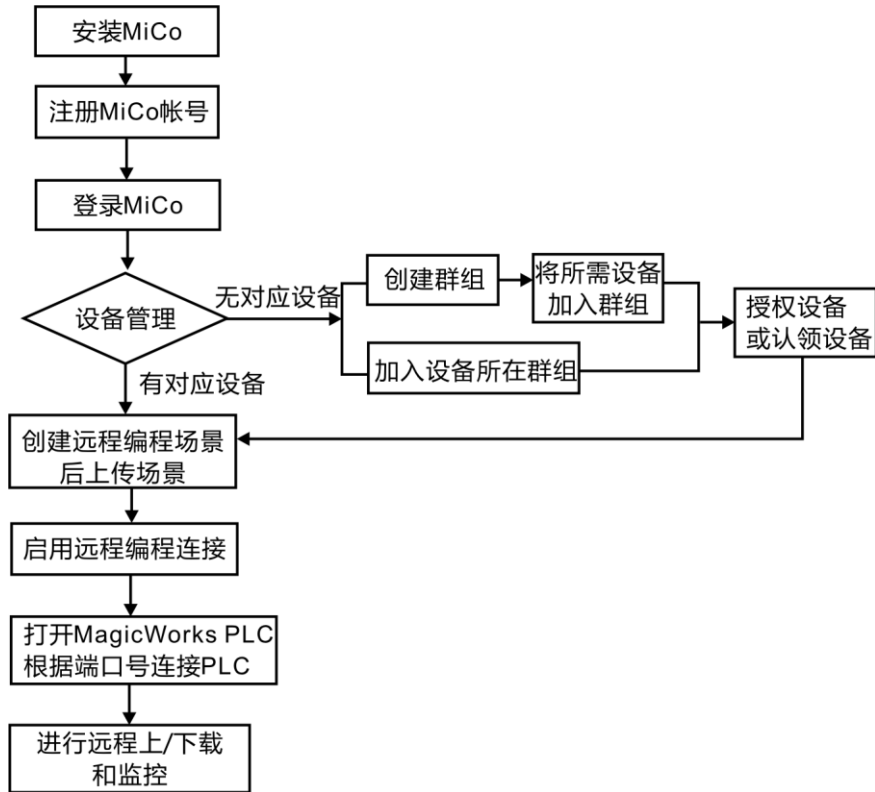 安装MiCo
注册MiCo帐号
登录MiCo
设备管理
无对应设备
创建群组
将所需设备
加入群组
加入设备所在群组
授权设备
或认领设备
有对应设备
创建远程编程场景
后上传场景
启用远程编程连接
打开MagicWorks PLC
根据端口号连接PLC
进行远程上/下载
和监控